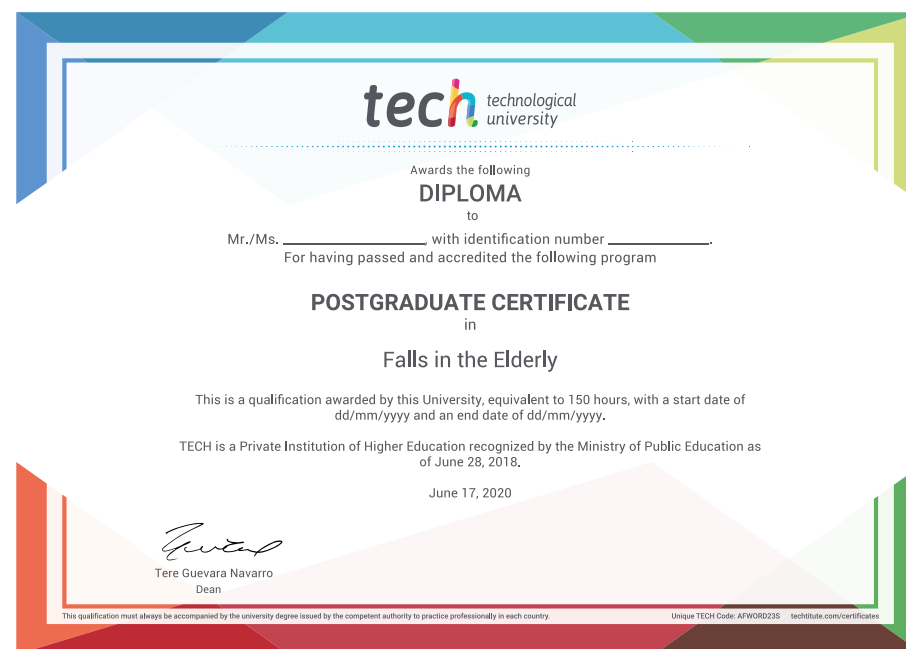 tech technological
university
Awards the following
DIPLOMA
to
Mr./Ms. ____________________, with identification number ______________.
For having passed and accredited the following program
POSTGRADUATE CERTIFICATE
in
Falls in the Elderly
This is a qualification awarded by this University, equivalent to 150 hours, with a start date of
dd/mm/yyyy and an end date of dd/mm/yyyy.
TECH is a Private Institution of Higher Education recognized by the Ministry of Public Education as
of June 28, 2018.
June 17, 2020
Tere Guevara Navarro
Dean
This qualification must always be accompanied by the university degree issued by the competent authority to practice professionally in each country. Unique TECH Code: AFWORD23S techtitute.com/certificates